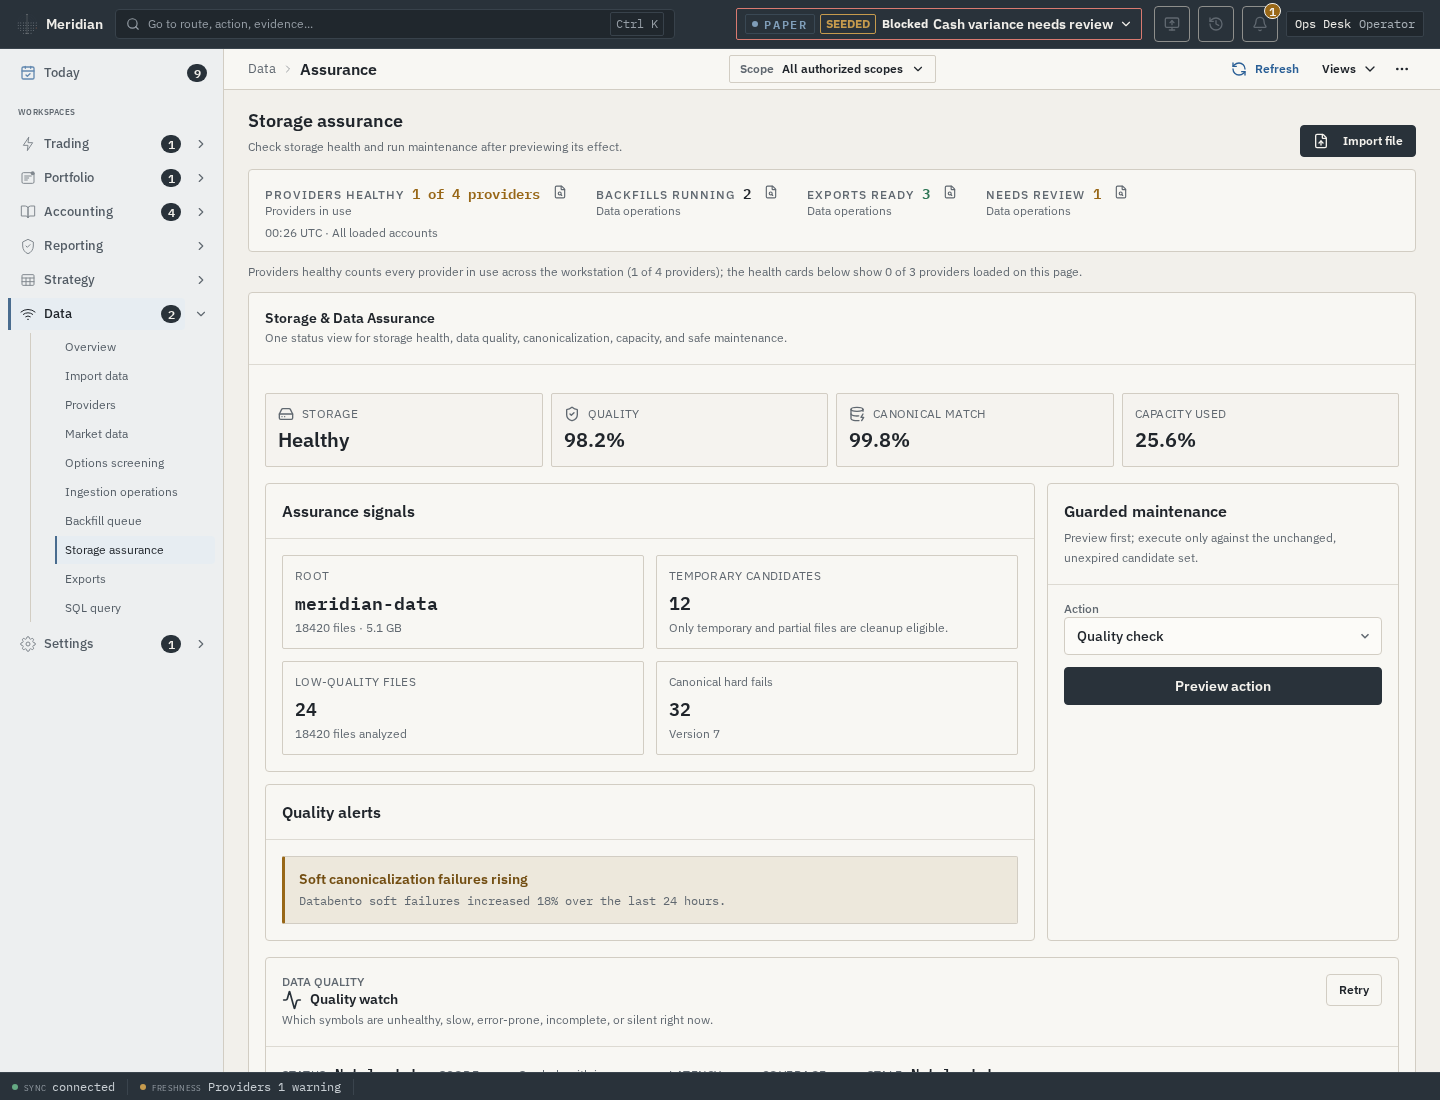 Meridian
Go to route, action, evidence...
Ctrl K
PAPER
SEEDED
Blocked Cash variance needs review
1
Ops Desk Operator
Today 9
WORKSPACES
Trading 1
Portfolio 1
Accounting 4
Reporting
Strategy
Data 2
Overview
Import data
Providers
Market data
Options screening
Ingestion operations
Backfill queue
Storage assurance
Exports
SQL query
Settings 1
Data > Assurance
Scope All authorized scopes
Refresh
Views
Storage assurance
Check storage health and run maintenance after previewing its effect.
Import file
PROVIDERS HEALTHY 1 of 4 providers
Providers in use
00:26 UTC · All loaded accounts
BACKFILLS RUNNING 2
Data operations
EXPORTS READY 3
Data operations
NEEDS REVIEW 1
Data operations
Providers healthy counts every provider in use across the workstation (1 of 4 providers); the health cards below show 0 of 3 providers loaded on this page.
Storage & Data Assurance
One status view for storage health, data quality, canonicalization, capacity, and safe maintenance.
STORAGE
Healthy
QUALITY
98.2%
CANONICAL MATCH
99.8%
CAPACITY USED
25.6%
Assurance signals
ROOT
meridian-data
18420 files · 5.1 GB
TEMPORARY CANDIDATES
12
Only temporary and partial files are cleanup eligible.
LOW-QUALITY FILES
24
18420 files analyzed
Canonical hard fails
32
Version 7
Guarded maintenance
Preview first; execute only against the unchanged,
unexpired candidate set.
Action
Quality check
Preview action
Quality alerts
Soft canonicalization failures rising
Databento soft failures increased 18% over the last 24 hours.
DATA QUALITY
Quality watch
Which symbols are unhealthy, slow, error-prone, incomplete, or silent right now.
Retry
SYNC connected
FRESHNESS Providers 1 warning